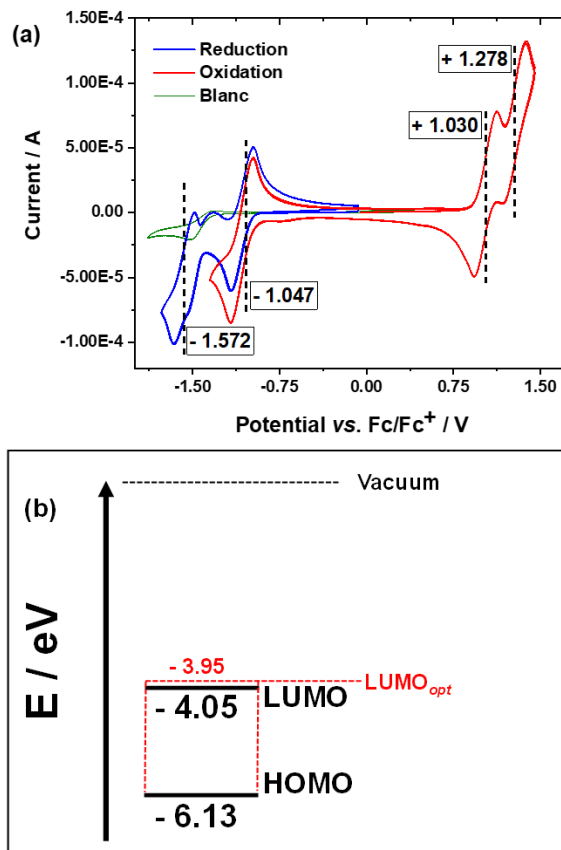 (a)
Reduction
Oxidation
Blanc
+ 1.278
+ 1.030
- 1.047
- 1.572
1.50E-4
1.00E-4
5.00E-5
0.00
-5.00E-5
-1.00E-4
Current / A
-1.50 -0.75 0.00 0.75 1.50
Potential vs. Fc/Fc⁺ / V
(b)
Vacuum
E / eV
- 3.95
LUMOopt
LUMO
- 4.05
HOMO
- 6.13